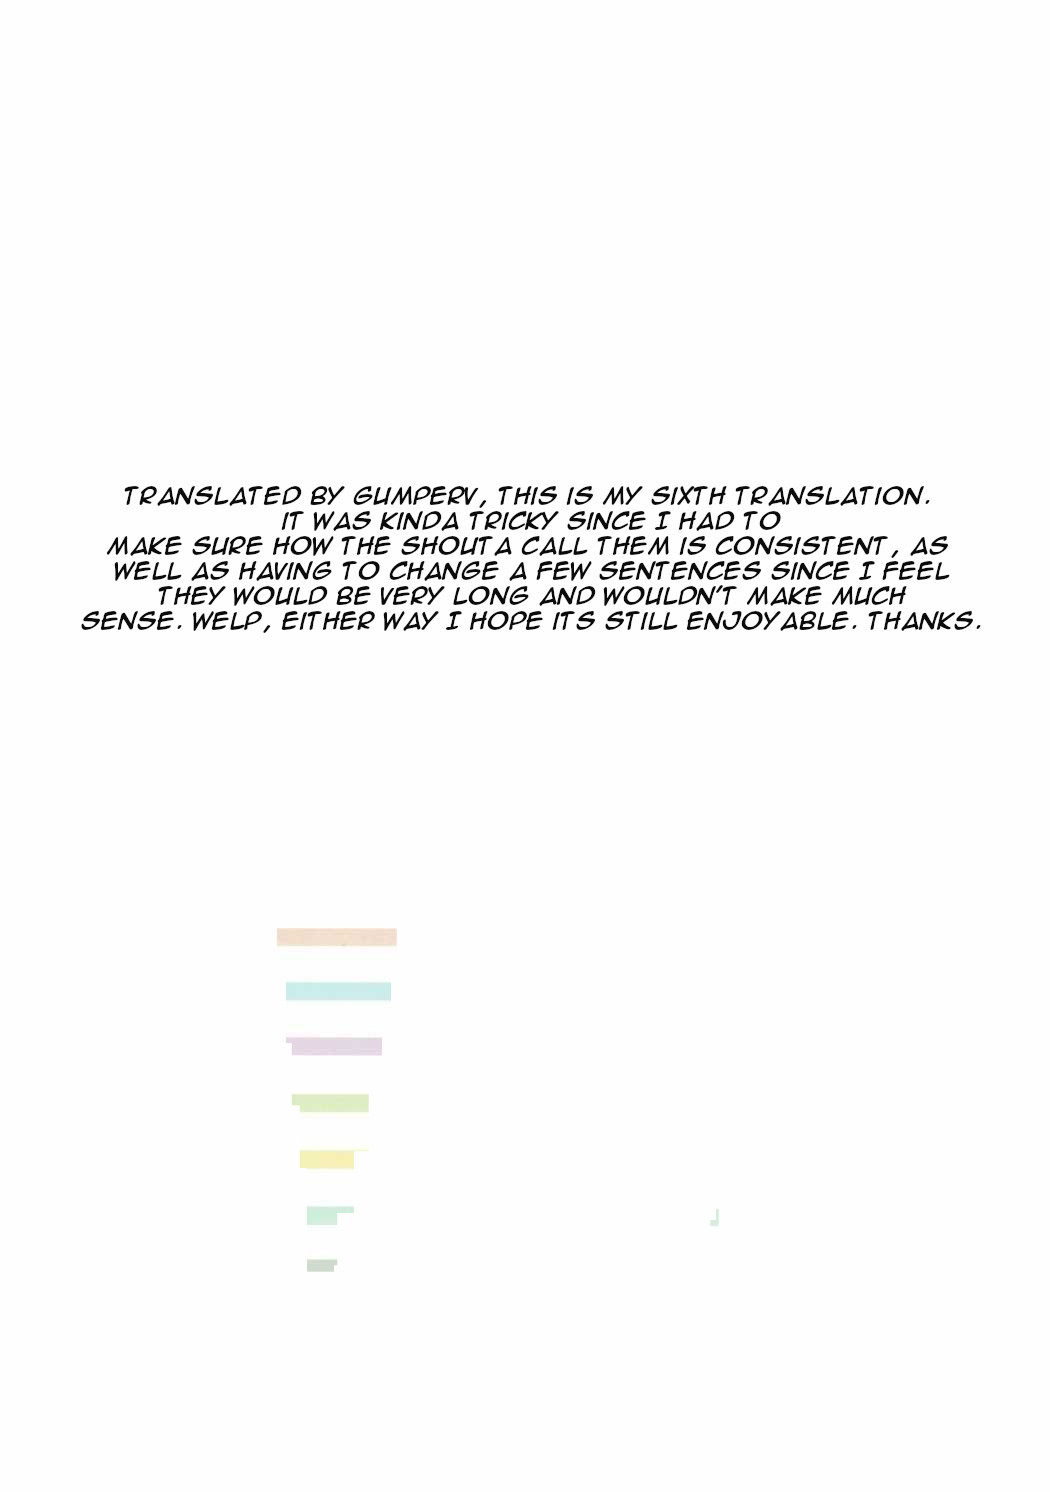 TRANSLATED BY GUMPERV, THIS IS MY SIXTH TRANSLATION.
IT WAS KINDA TRICKY SINCE I HAD TO
MAKE SURE HOW THE SHOUTA CALL THEM IS CONSISTENT, AS
WELL AS HAVING TO CHANGE A FEW SENTENCES SINCE I FEEL
THEY WOULD BE VERY LONG AND WOULDN'T MAKE MUCH
SENSE. WELP, EITHER WAY I HOPE ITS STILL ENJOYABLE. THANKS.